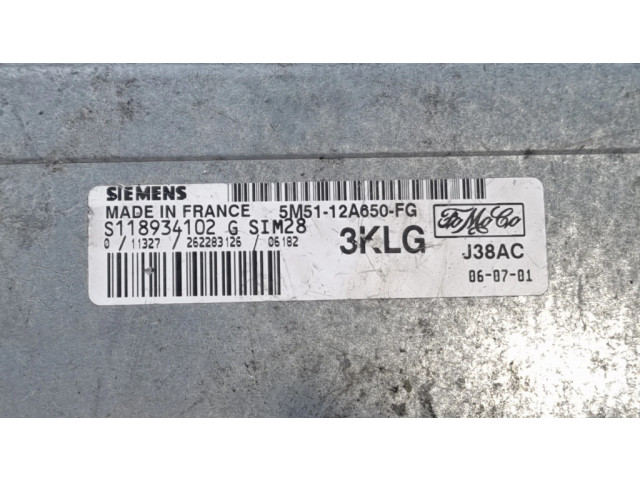 SIEMENS
MADE IN FRANCE 5M51-12A650-FG
S118934102 G SIM28
0 / 11327 / 262283126 / 06182
3KLG
FoMoCo
J38AC
06-07-01